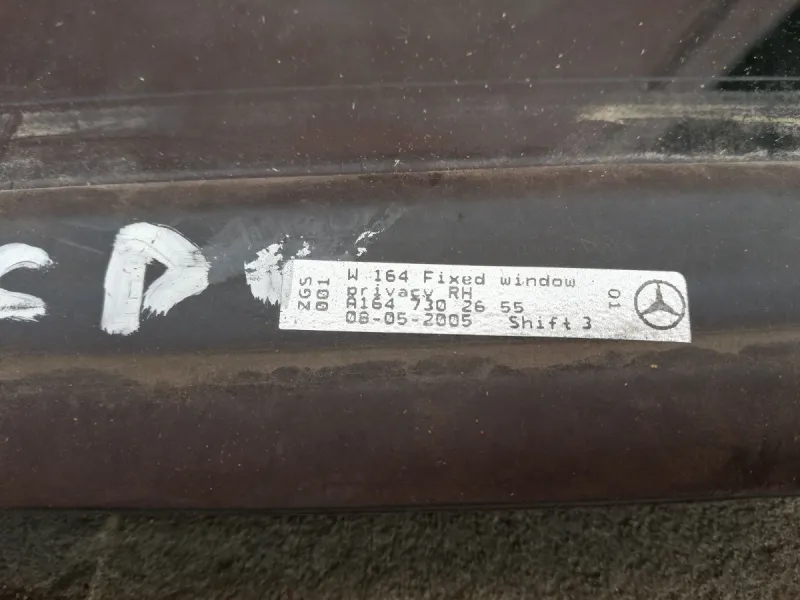 ZGS
001
W 164 Fixed window
privacy RH
A164 730 26 55
08-05-2005 Shift 3
01